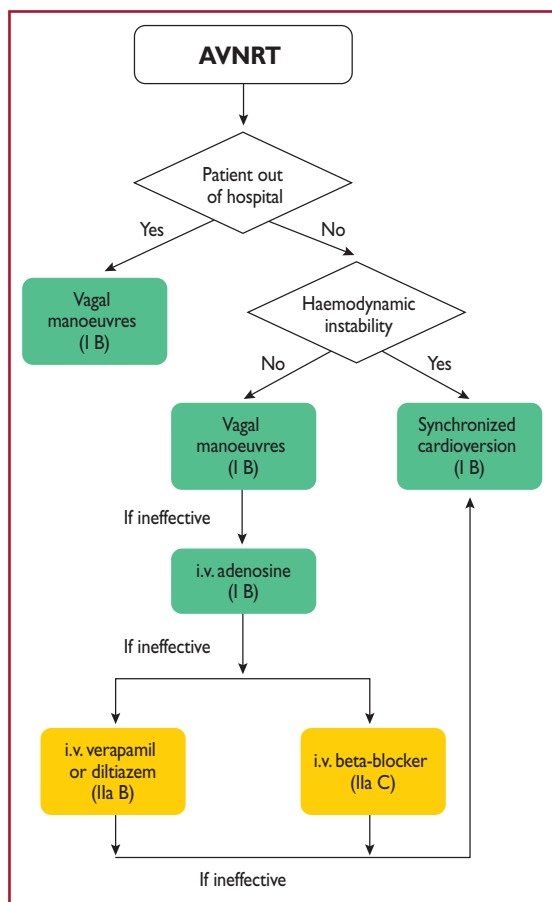 AVNRT
Patient out
of hospital
Yes
No
Vagal
manoeuvres
(I B)
Haemodynamic
instability
No
Yes
Vagal
manoeuvres
(I B)
Synchronized
cardioversion
(I B)
If ineffective
i.v. adenosine
(I B)
If ineffective
i.v. verapamil
or diltiazem
(IIa B)
i.v. beta-blocker
(IIa C)
If ineffective